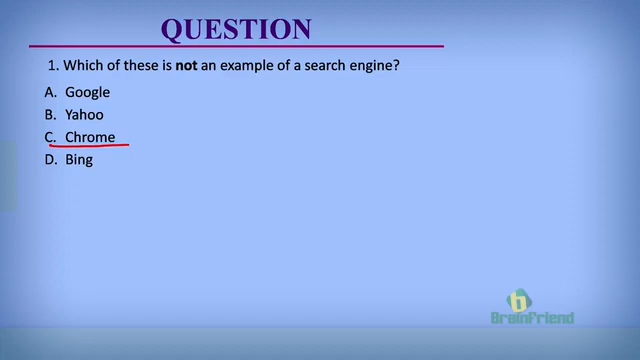 QUESTION
1. Which of these is not an example of a search engine?
A. Google
B. Yahoo
C. Chrome
D. Bing
b
BrainFriend